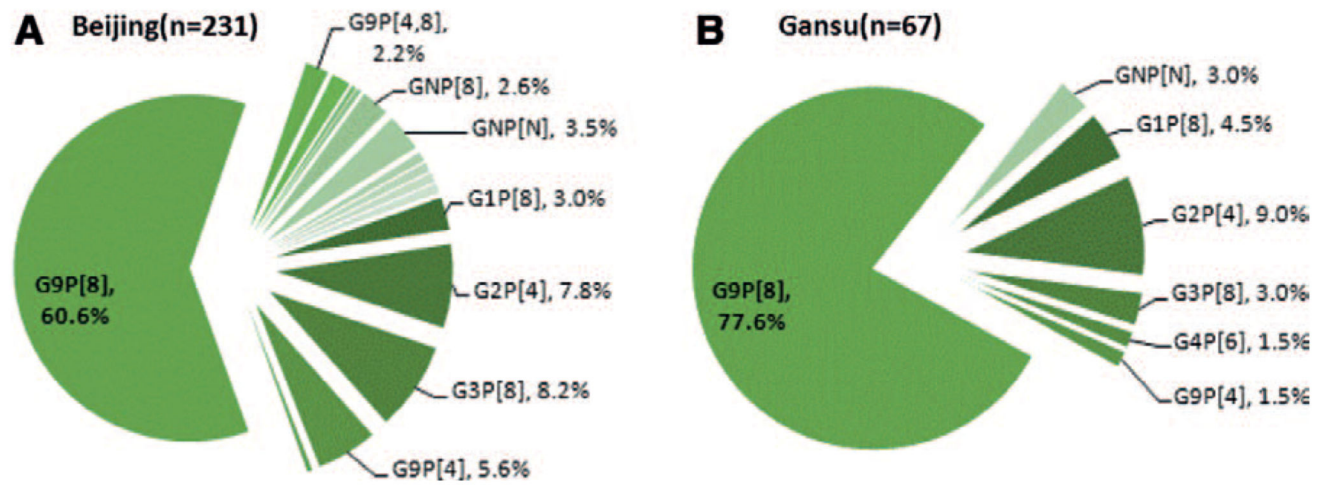 A Beijing(n=231)
G9P[4,8],
2.2%
GNP[8], 2.6%
GNP[N], 3.5%
G1P[8], 3.0%
G2P[4], 7.8%
G3P[8], 8.2%
G9P[4], 5.6%
G9P[8],
60.6%
B Gansu(n=67)
GNP[N], 3.0%
G1P[8], 4.5%
G2P[4], 9.0%
G3P[8], 3.0%
G4P[6], 1.5%
G9P[4], 1.5%
G9P[8],
77.6%